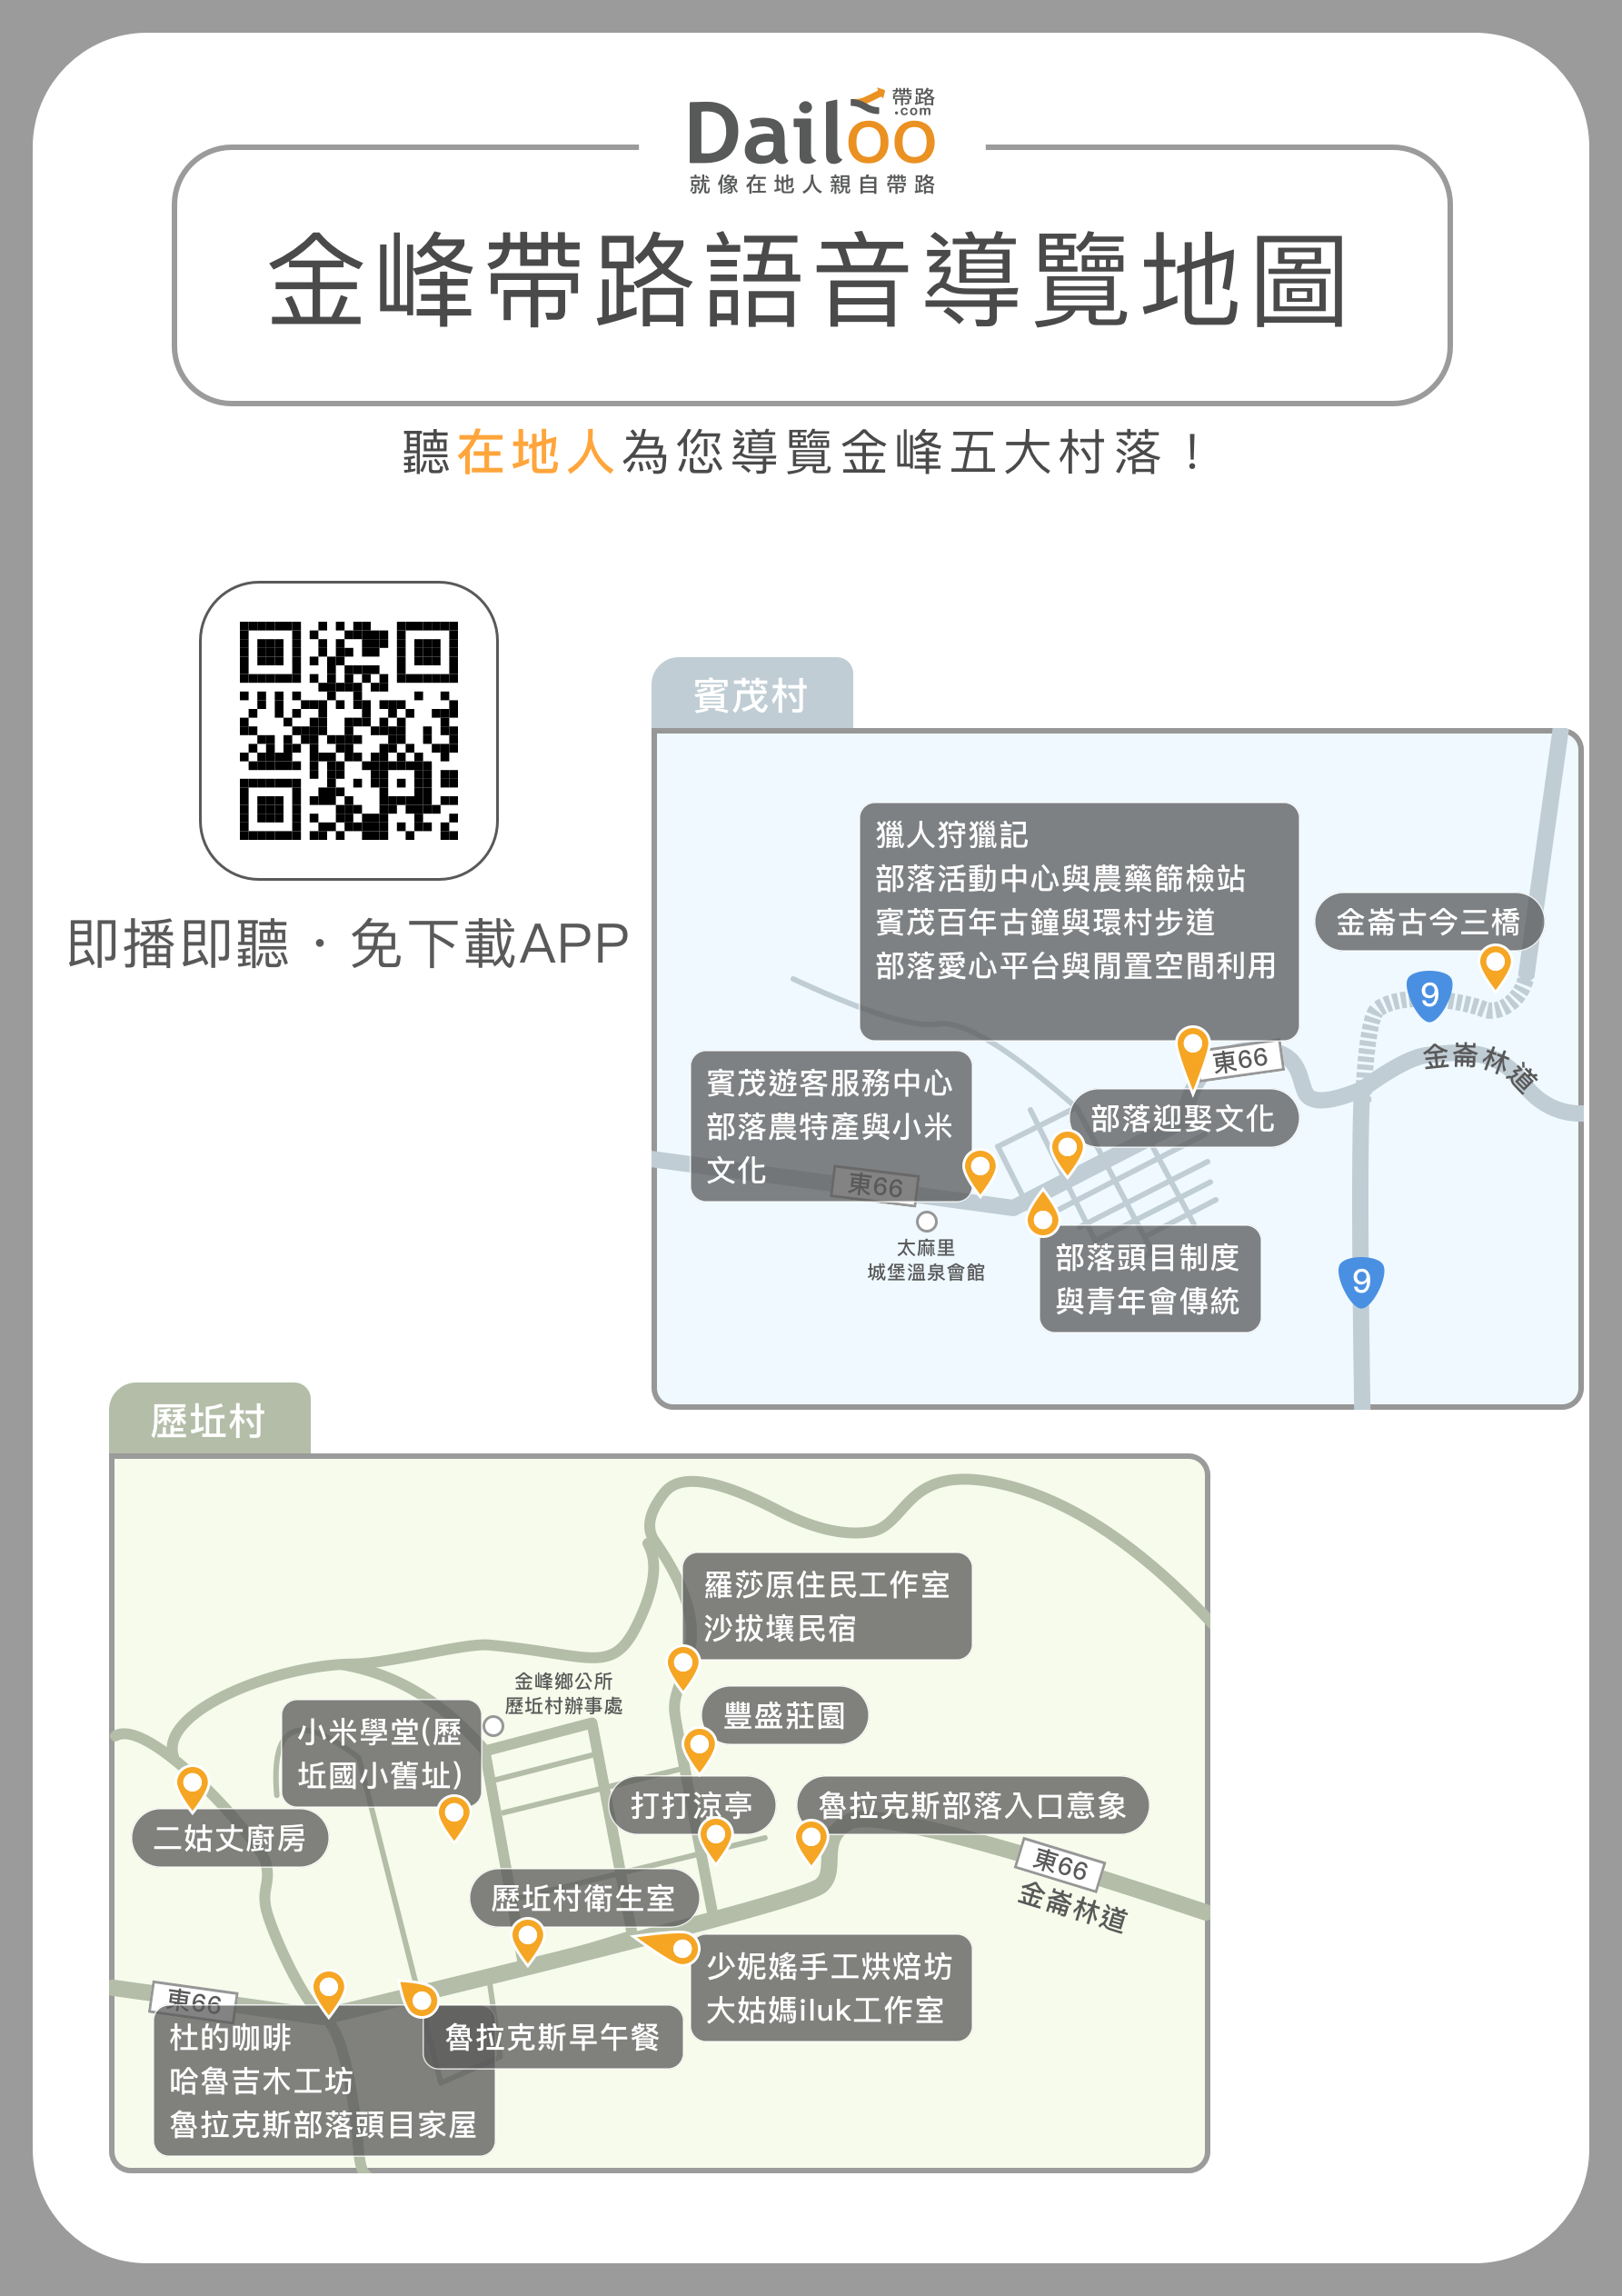 Dailoo
帶路
.com
就像在地人親自帶路
金峰帶路語音導覽地圖
聽在地人為您導覽金峰五大村落！
即播即聽．免下載APP
賓茂村
獵人狩獵記
部落活動中心與農藥篩檢站
賓茂百年古鐘與環村步道
部落愛心平台與閒置空間利用
金崙古今三橋
9
東66
金崙林道
賓茂遊客服務中心
部落農特產與小米
文化
東66
部落迎娶文化
太麻里
城堡溫泉會館
部落頭目制度
與青年會傳統
9
歷坵村
羅莎原住民工作室
沙拔壤民宿
金峰鄉公所
歷坵村辦事處
豐盛莊園
小米學堂(歷
坵國小舊址)
打打涼亭
魯拉克斯部落入口意象
二姑丈廚房
東66
金崙林道
歷坵村衛生室
少妮嫆手工烘焙坊
大姑媽iluk工作室
東66
杜的咖啡
哈魯吉木工坊
魯拉克斯部落頭目家屋
魯拉克斯早午餐